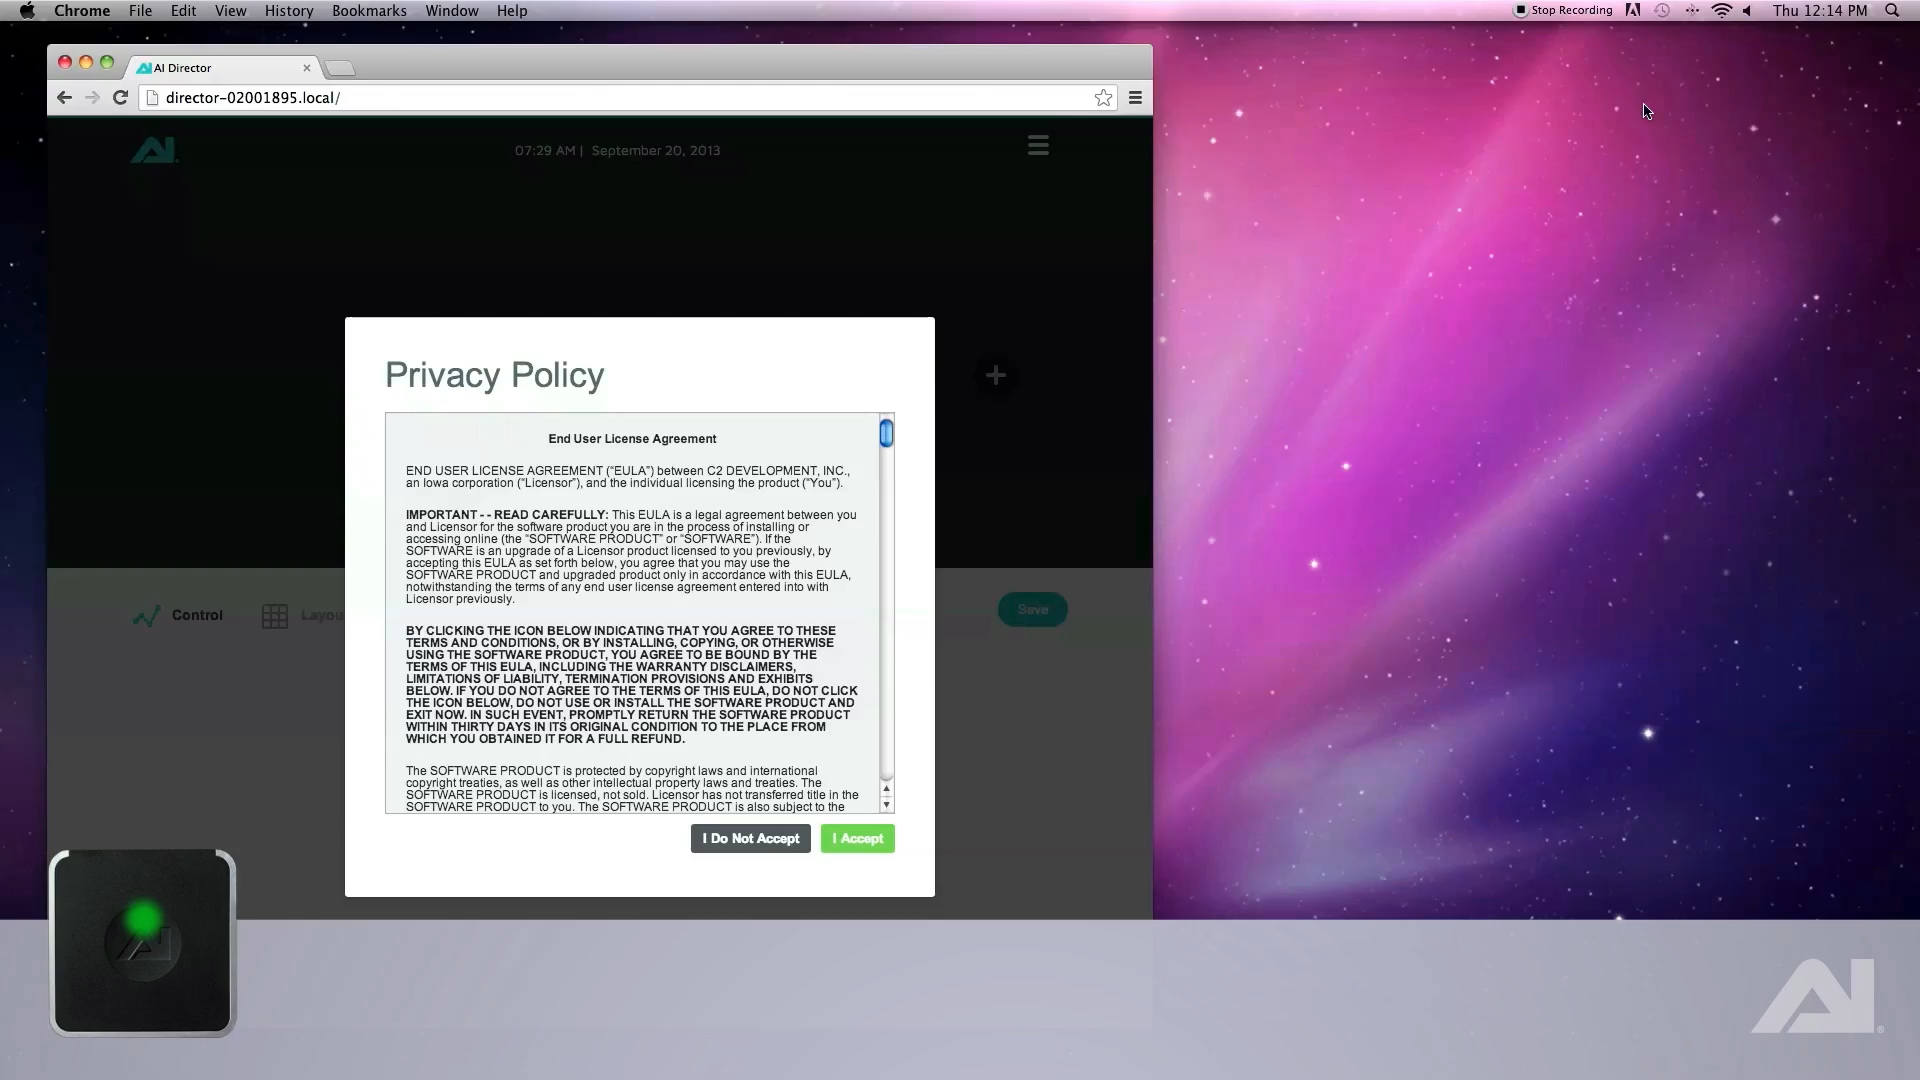 Chrome File Edit View History Bookmarks Window Help
Stop Recording
Thu 12:14 PM
AI Director
director-02001895.local/
AI
07:29 AM | September 20, 2013
Privacy Policy
End User License Agreement
END USER LICENSE AGREEMENT (“EULA”) between C2 DEVELOPMENT, INC.,
an Iowa corporation (“Licensor”), and the individual licensing the product (“You”).
IMPORTANT - - READ CAREFULLY: This EULA is a legal agreement between you
and Licensor for the software product you are in the process of installing or
accessing online (the “SOFTWARE PRODUCT” or “SOFTWARE”). If the
SOFTWARE is an upgrade of a Licensor product licensed to you previously, by
accepting this EULA as set forth below, you agree that you may use the
SOFTWARE PRODUCT and upgraded product only in accordance with this EULA,
notwithstanding the terms of any end user license agreement entered into with
Licensor previously.
BY CLICKING THE ICON BELOW INDICATING THAT YOU AGREE TO THESE
TERMS AND CONDITIONS, OR BY INSTALLING, COPYING, OR OTHERWISE
USING THE SOFTWARE PRODUCT, YOU AGREE TO BE BOUND BY THE
TERMS OF THIS EULA, INCLUDING THE WARRANTY DISCLAIMERS,
LIMITATIONS OF LIABILITY, TERMINATION PROVISIONS AND EXHIBITS
BELOW. IF YOU DO NOT AGREE TO THE TERMS OF THIS EULA, DO NOT CLICK
THE ICON BELOW, DO NOT USE OR INSTALL THE SOFTWARE PRODUCT AND
EXIT NOW. IN SUCH EVENT, PROMPTLY RETURN THE SOFTWARE PRODUCT
WITHIN THIRTY DAYS IN ITS ORIGINAL CONDITION TO THE PLACE FROM
WHICH YOU OBTAINED IT FOR A FULL REFUND.
The SOFTWARE PRODUCT is protected by copyright laws and international
copyright treaties, as well as other intellectual property laws and treaties. The
SOFTWARE PRODUCT is licensed, not sold. Licensor has not transferred title in the
SOFTWARE PRODUCT to you. The SOFTWARE PRODUCT is also subject to the
Control
Layou
Save
I Do Not Accept
I Accept
AI
AI®